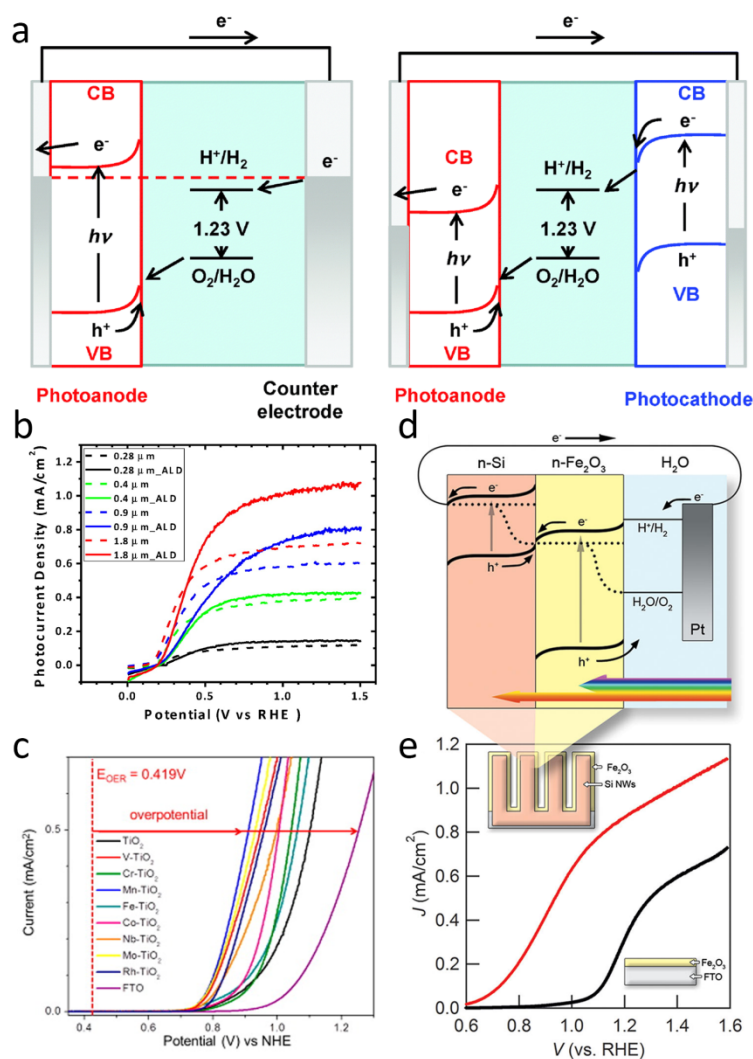 a
e-
e-
CB
e-
hν
h+
VB
H+/H2
1.23 V
O2/H2O
e-
Photoanode
Counter
electrode
CB
e-
hν
h+
VB
H+/H2
1.23 V
O2/H2O
CB
e-
hν
h+
VB
Photoanode
Photocathode
b
Photocurrent Density (mA/cm2)
1.2
1.0
0.8
0.6
0.4
0.2
0.0
0.28 μm
0.28 μm_ALD
0.4 μm
0.4 μm_ALD
0.9 μm
0.9 μm_ALD
1.8 μm
1.8 μm_ALD
0.0 0.5 1.0 1.5
Potential (V vs RHE)
d
e-
n-Si n-Fe2O3 H2O
e-
h+
e-
h+
e-
H+/H2
H2O/O2
Pt
c
EOER = 0.419V
overpotential
Current (mA/cm2)
0.5
0.0
TiO2
V-TiO2
Cr-TiO2
Mn-TiO2
Fe-TiO2
Co-TiO2
Nb-TiO2
Mo-TiO2
Rh-TiO2
FTO
0.4 0.6 0.8 1.0 1.2
Potential (V) vs NHE
e
J (mA/cm2)
1.2
1.0
0.8
0.6
0.4
0.2
0.0
Fe2O3
Si NWs
Fe2O3
FTO
0.6 0.8 1.0 1.2 1.4 1.6
V (vs. RHE)